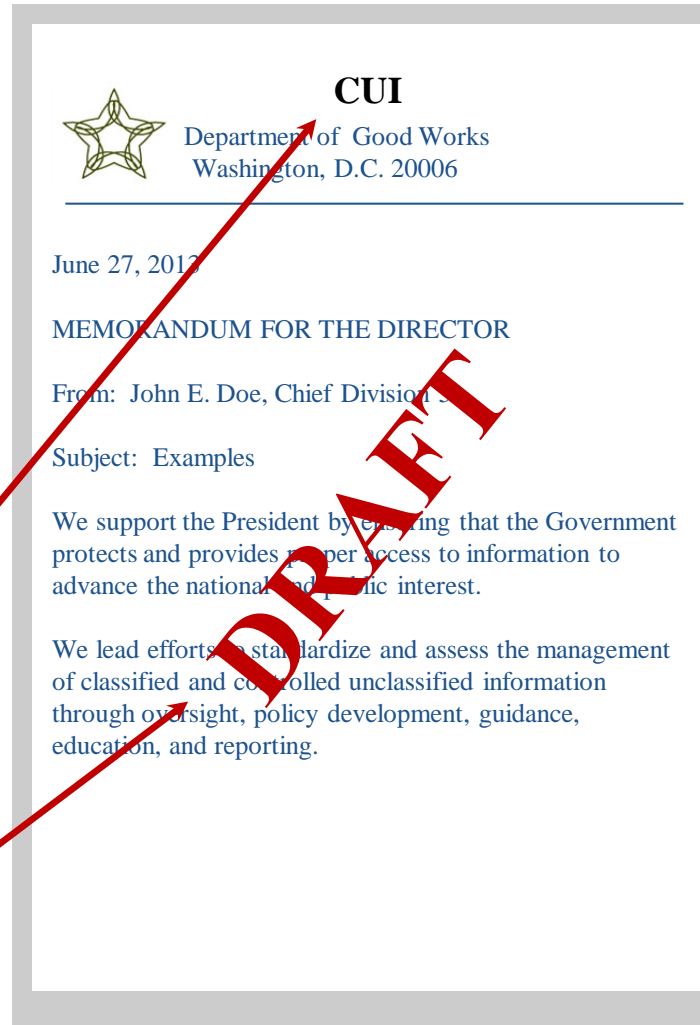 CUI
Department of Good Works
Washington, D.C. 20006
June 27, 2013
MEMORANDUM FOR THE DIRECTOR
From: John E. Doe, Chief Division
Subject: Examples
We support the President by ensuring that the Government
protects and provides proper access to information to
advance the national and public interest.
We lead efforts to standardize and assess the management
of classified and controlled unclassified information
through oversight, policy development, guidance,
education, and reporting.
DRAFT